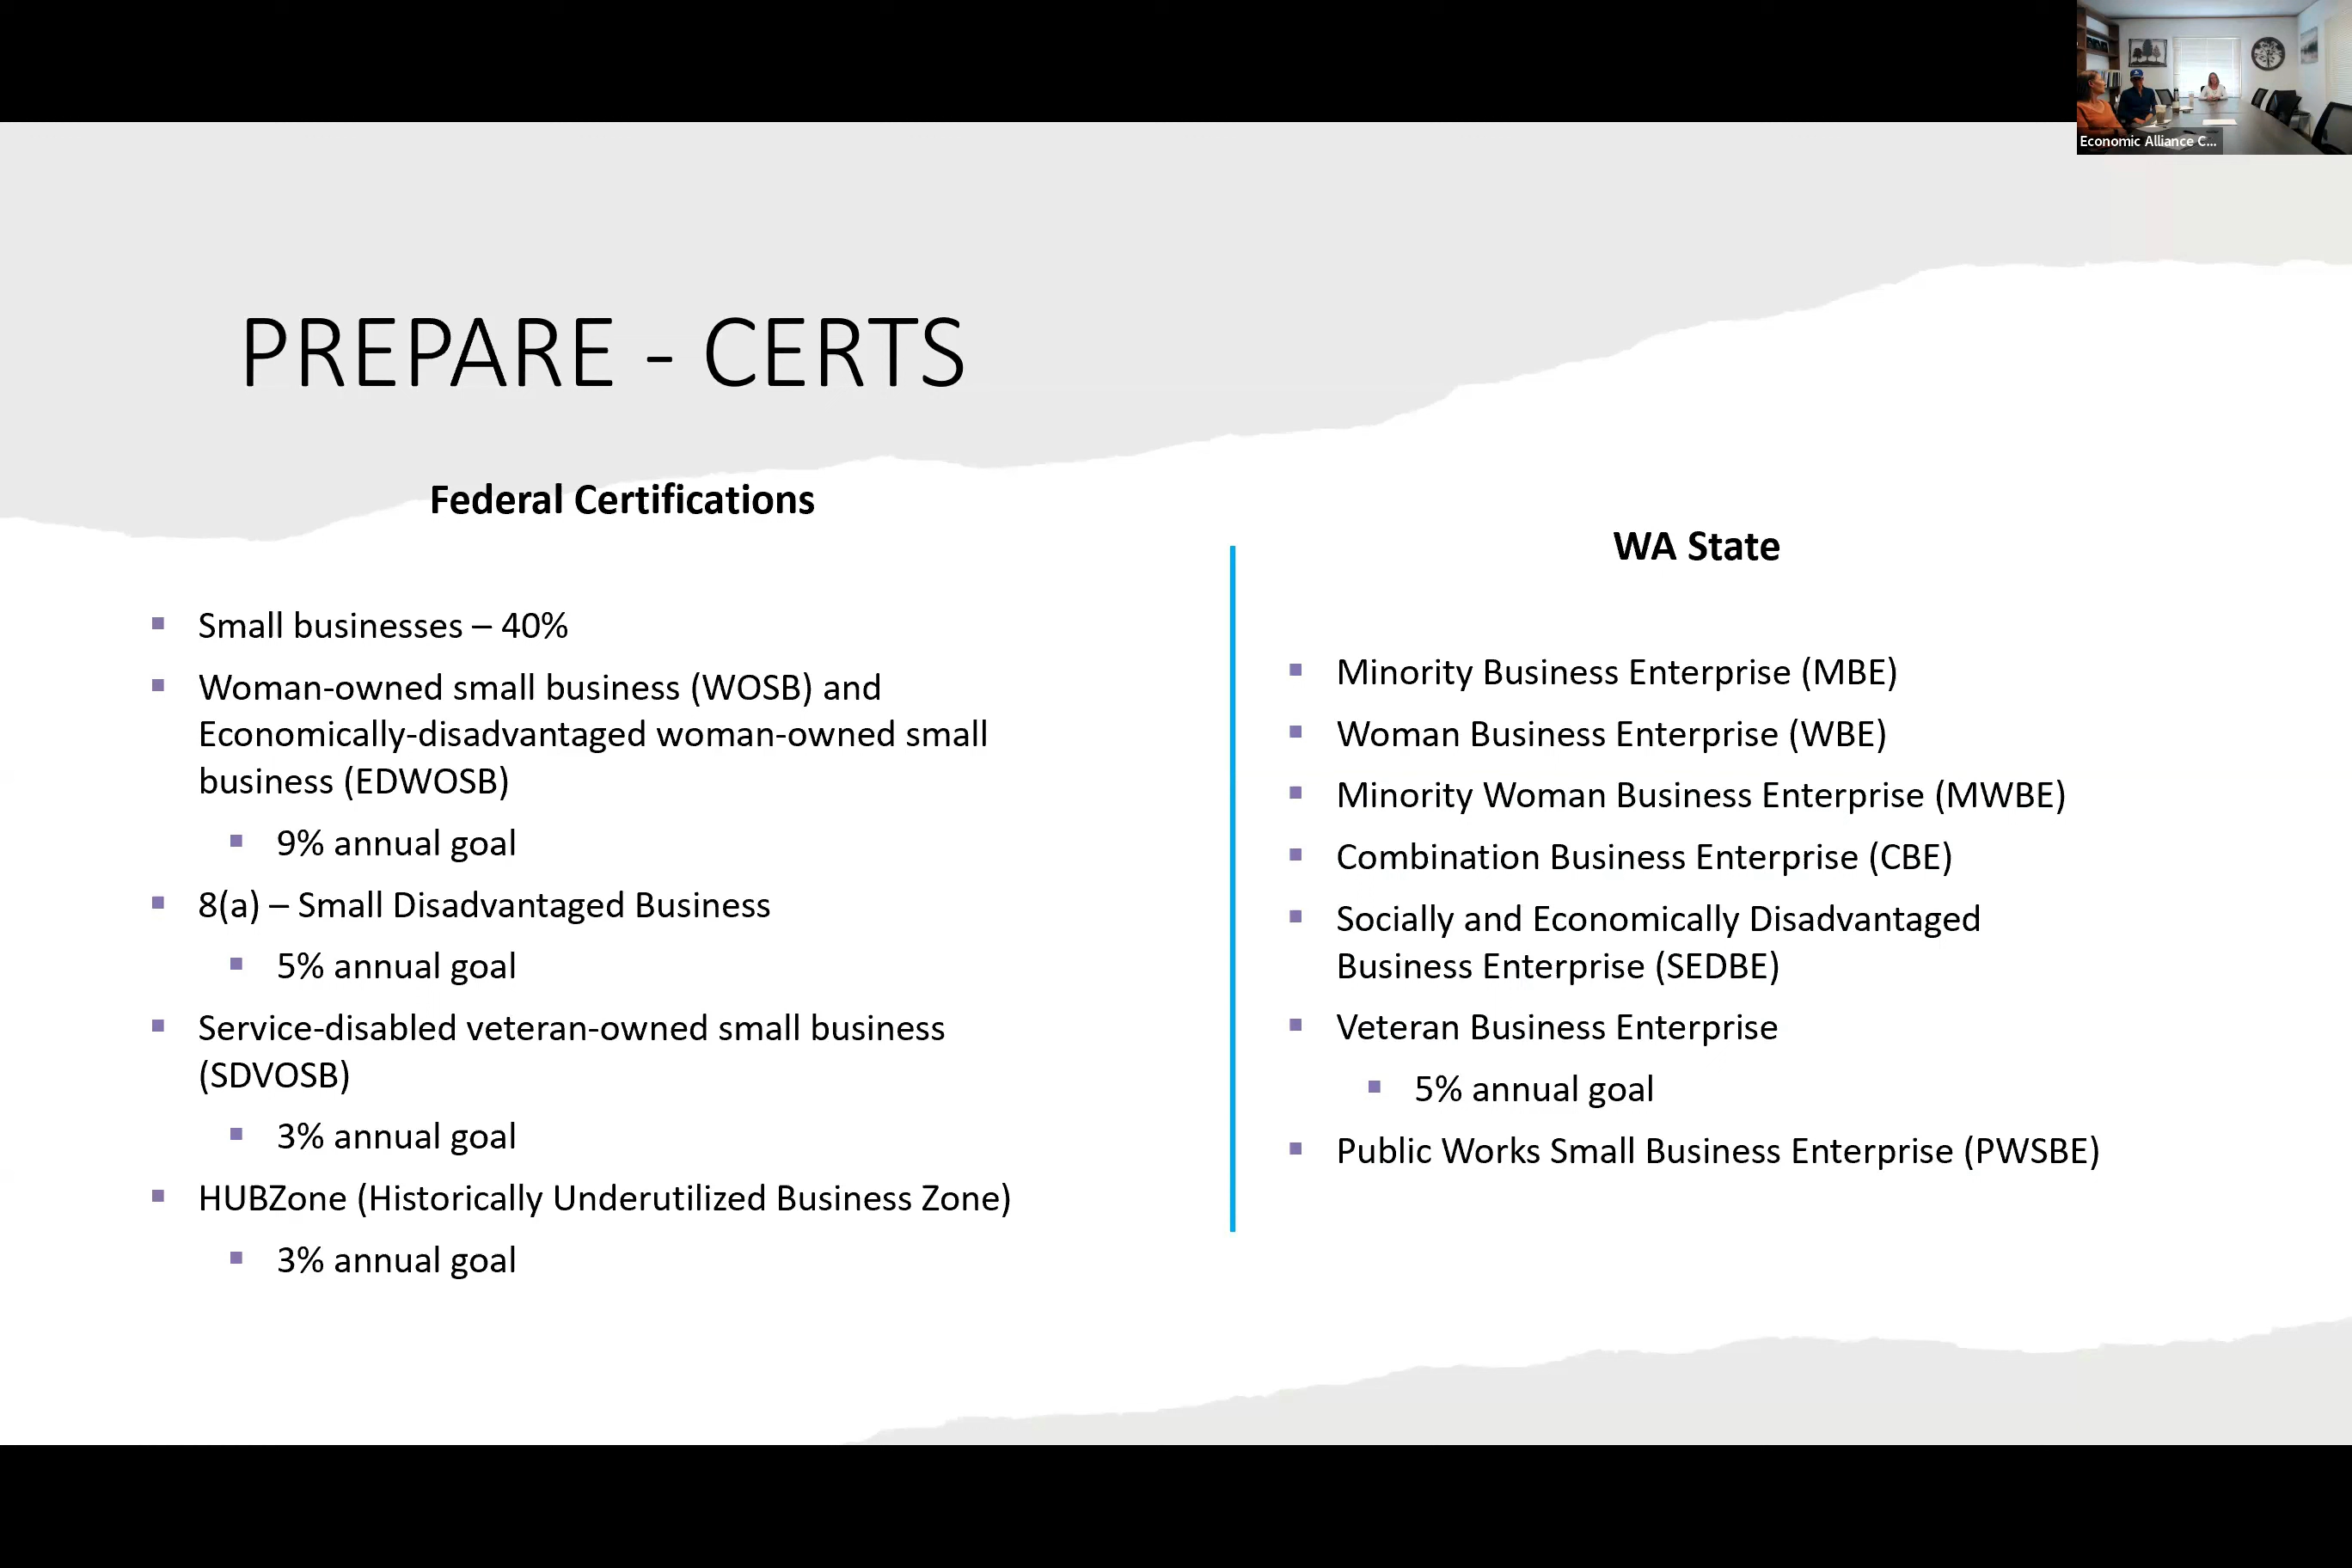 Economic Alliance C...
PREPARE - CERTS
Federal Certifications
Small businesses – 40%
Woman-owned small business (WOSB) and
Economically-disadvantaged woman-owned small
business (EDWOSB)
9% annual goal
8(a) – Small Disadvantaged Business
5% annual goal
Service-disabled veteran-owned small business
(SDVOSB)
3% annual goal
HUBZone (Historically Underutilized Business Zone)
3% annual goal
WA State
Minority Business Enterprise (MBE)
Woman Business Enterprise (WBE)
Minority Woman Business Enterprise (MWBE)
Combination Business Enterprise (CBE)
Socially and Economically Disadvantaged
Business Enterprise (SEDBE)
Veteran Business Enterprise
5% annual goal
Public Works Small Business Enterprise (PWSBE)